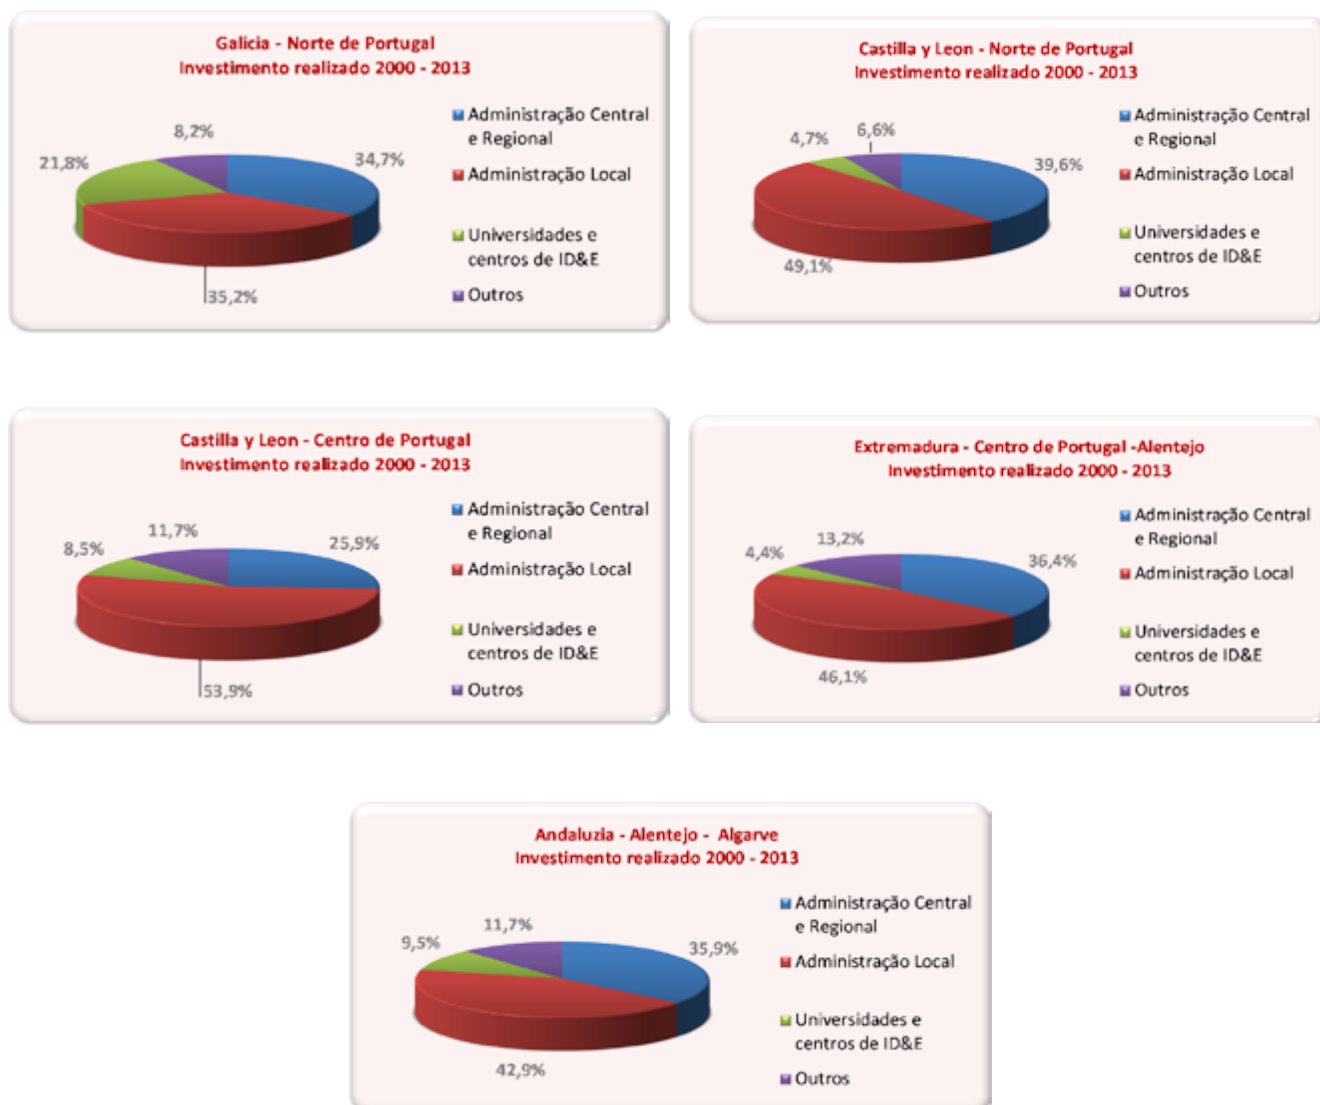 Galicia - Norte de Portugal
Investimento realizado 2000 - 2013
8,2%
21,8%
34,7%
35,2%
Administração Central
e Regional
Administração Local
Universidades e
centros de ID&E
Outros
Castilla y Leon - Norte de Portugal
Investimento realizado 2000 - 2013
4,7%
6,6%
39,6%
49,1%
Administração Central
e Regional
Administração Local
Universidades e
centros de ID&E
Outros
Castilla y Leon - Centro de Portugal
Investimento realizado 2000 - 2013
11,7%
8,5%
25,9%
53,9%
Administração Central
e Regional
Administração Local
Universidades e
centros de ID&E
Outros
Extremadura - Centro de Portugal -Alentejo
Investimento realizado 2000 - 2013
13,2%
4,4%
36,4%
46,1%
Administração Central
e Regional
Administração Local
Universidades e
centros de ID&E
Outros
Andaluzia - Alentejo - Algarve
Investimento realizado 2000 - 2013
11,7%
9,5%
35,9%
42,9%
Administração Central
e Regional
Administração Local
Universidades e
centros de ID&E
Outros